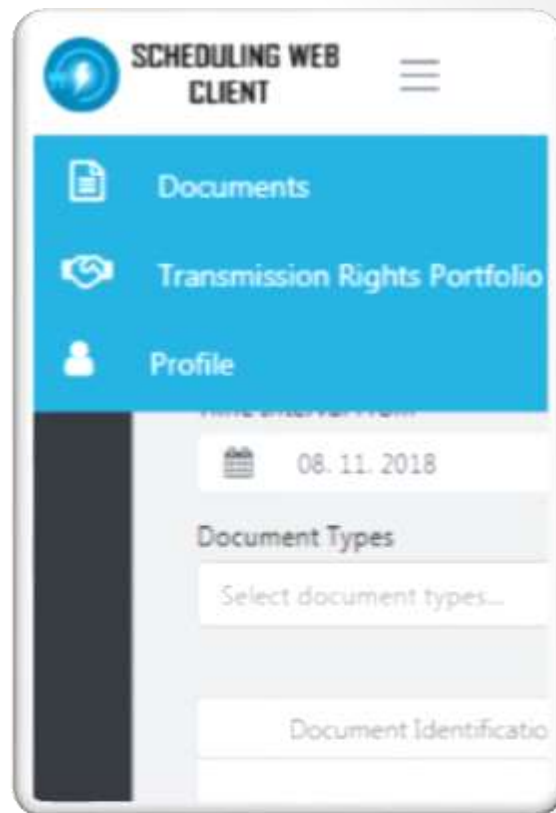 SCHEDULING WEB
CLIENT
Documents
Transmission Rights Portfolio
Profile
08. 11. 2018
Document Types
Select document types...
Document Identificatio